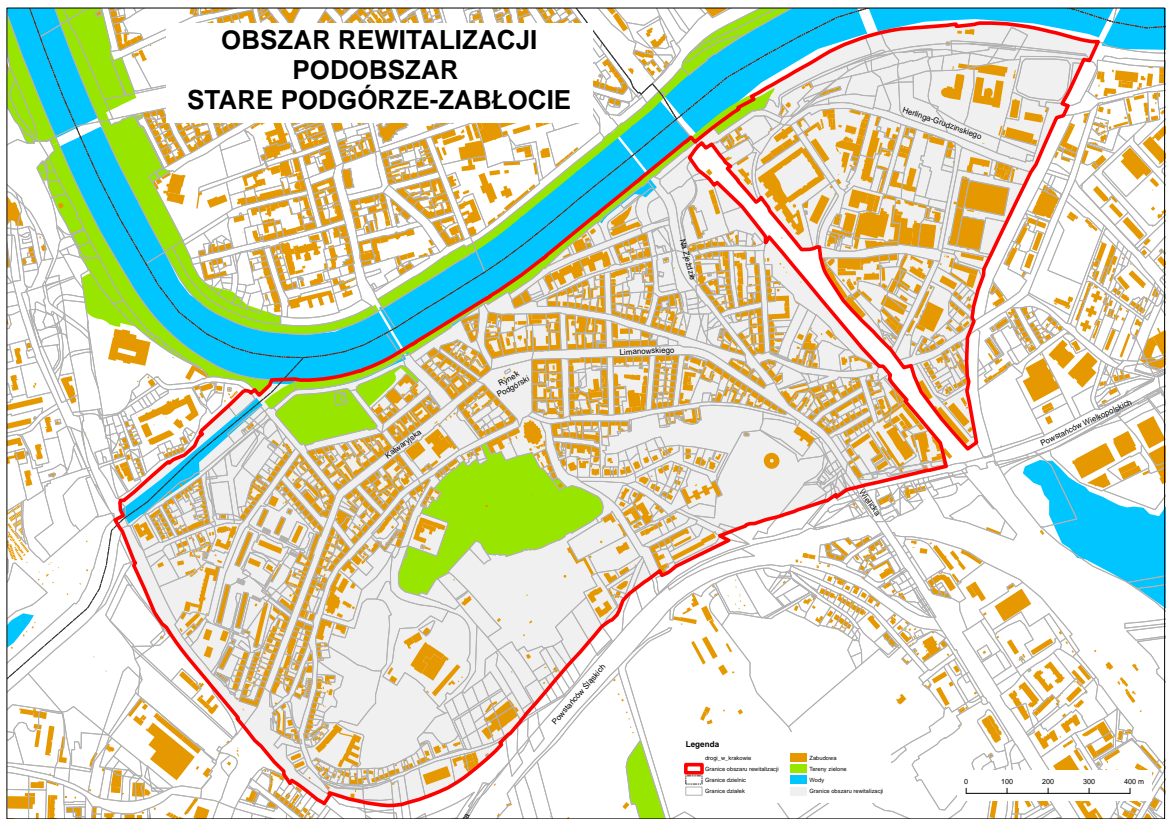 OBSZAR REWITALIZACJI
PODOBSZAR
STARE PODGÓRZE-ZABŁOCIE
Herlinga-Grudzinskiego
Na Zjeździe
Limanowskiego
Rynek
Podgórski
Kalwaryjska
Powstańców Wielkopolskich
Wielicka
Powstańców Śląskich
Legenda
drogi_w_krakowie
Granice obszaru rewitalizacji
Granice dzielnic
Granice działek
Zabudowa
Tereny zielone
Wody
Granice obszaru rewitalizacji
0 100 200 300 400 m